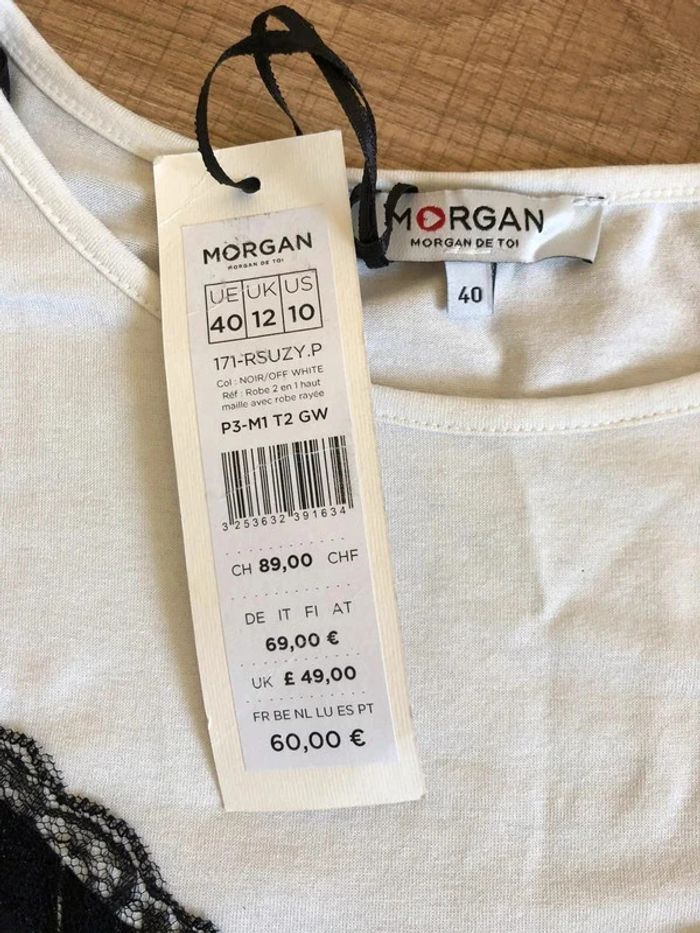 MORGAN
MORGAN DE TOI
UE UK US
40 12 10
171-RSUZY.P
Col : NOIR/OFF WHITE
Réf : Robe 2 en 1 haut
maille avec robe rayée
P3-M1 T2 GW
3 253632 391634
CH 89,00 CHF
DE IT FI AT
69,00 €
UK £ 49,00
FR BE NL LU ES PT
60,00 €
MORGAN
MORGAN DE TOI
40